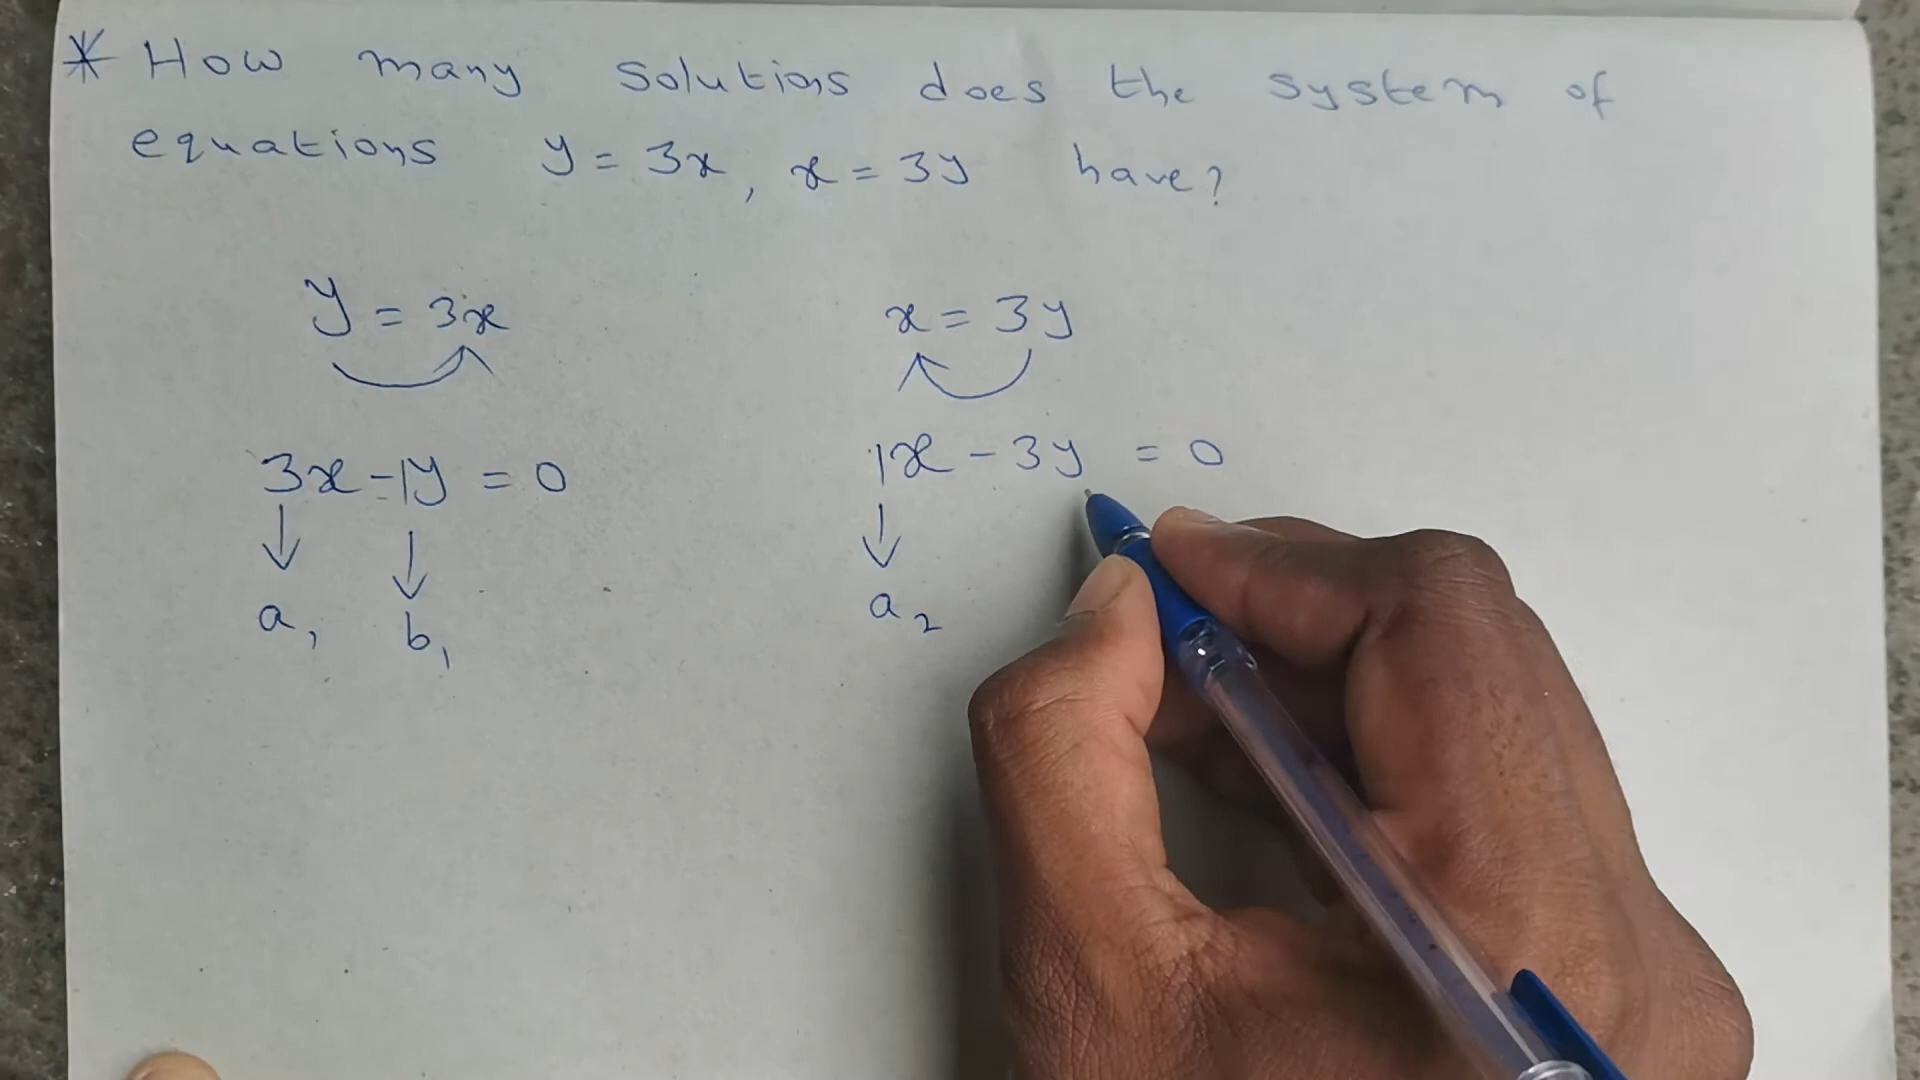 * How many solutions does the system of
equations y = 3x, x = 3y have?
y = 3x
x = 3y
3x - 1y = 0
1x - 3y = 0
a1 b1
a2